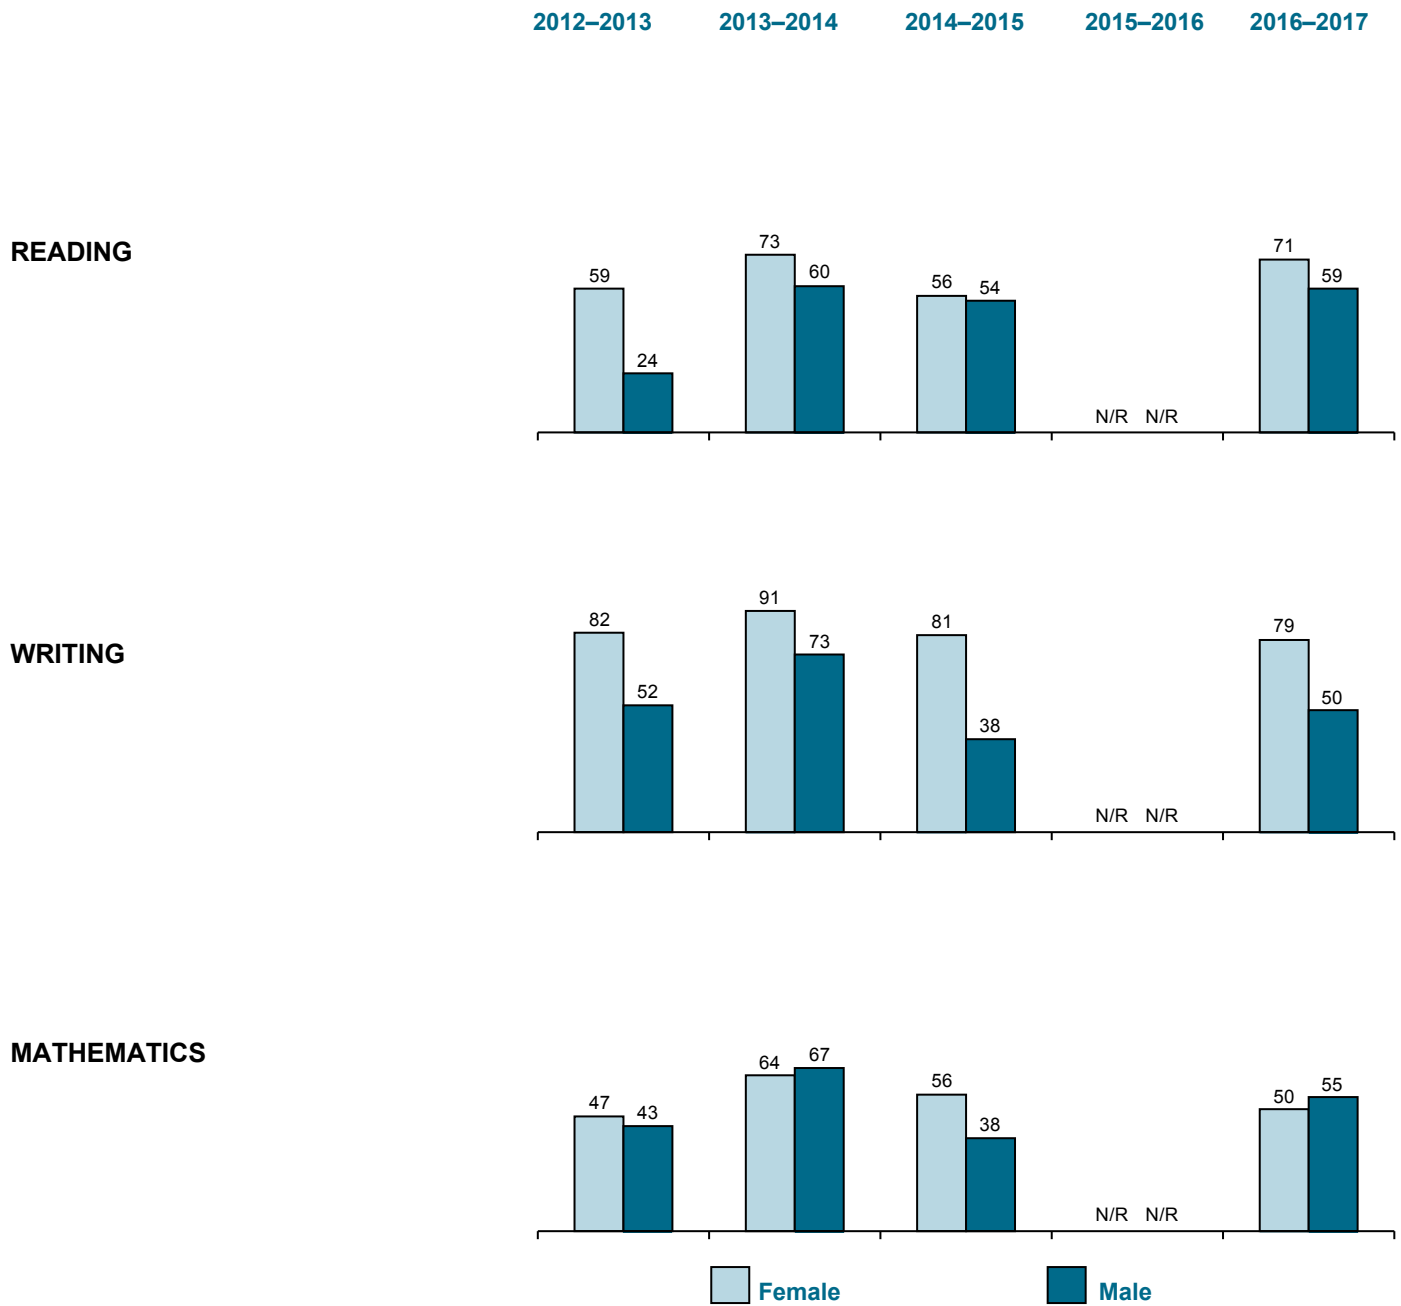 2012–2013 2013–2014 2014–2015 2015–2016 2016–2017
READING
59 24 73 60 56 54 N/R N/R 71 59
WRITING
82 52 91 73 81 38 N/R N/R 79 50
MATHEMATICS
47 43 64 67 56 38 N/R N/R 50 55
Female Male